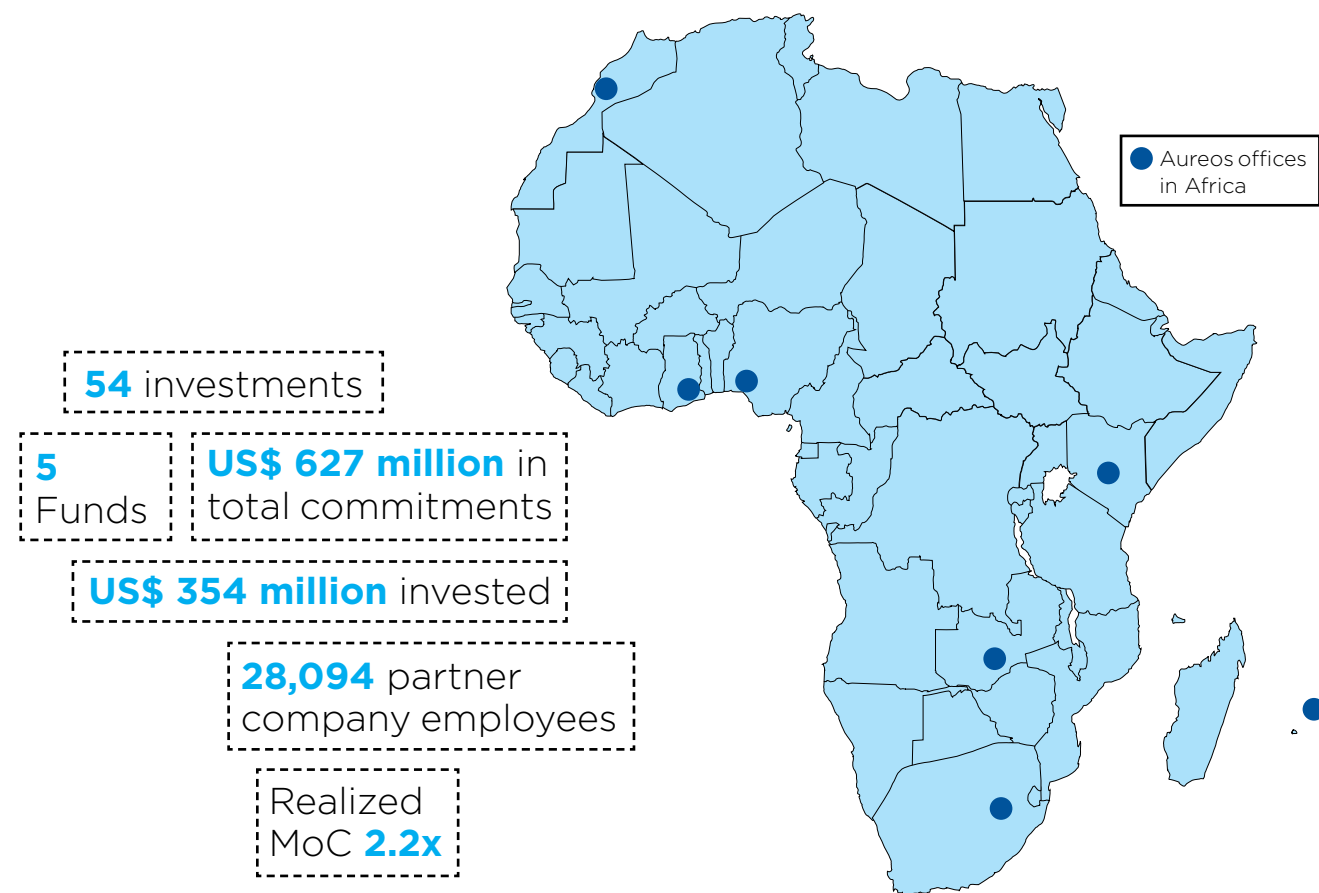 Aureos offices
in Africa
54 investments
5
Funds
US$ 627 million in
total commitments
US$ 354 million invested
28,094 partner
company employees
Realized
MoC 2.2x